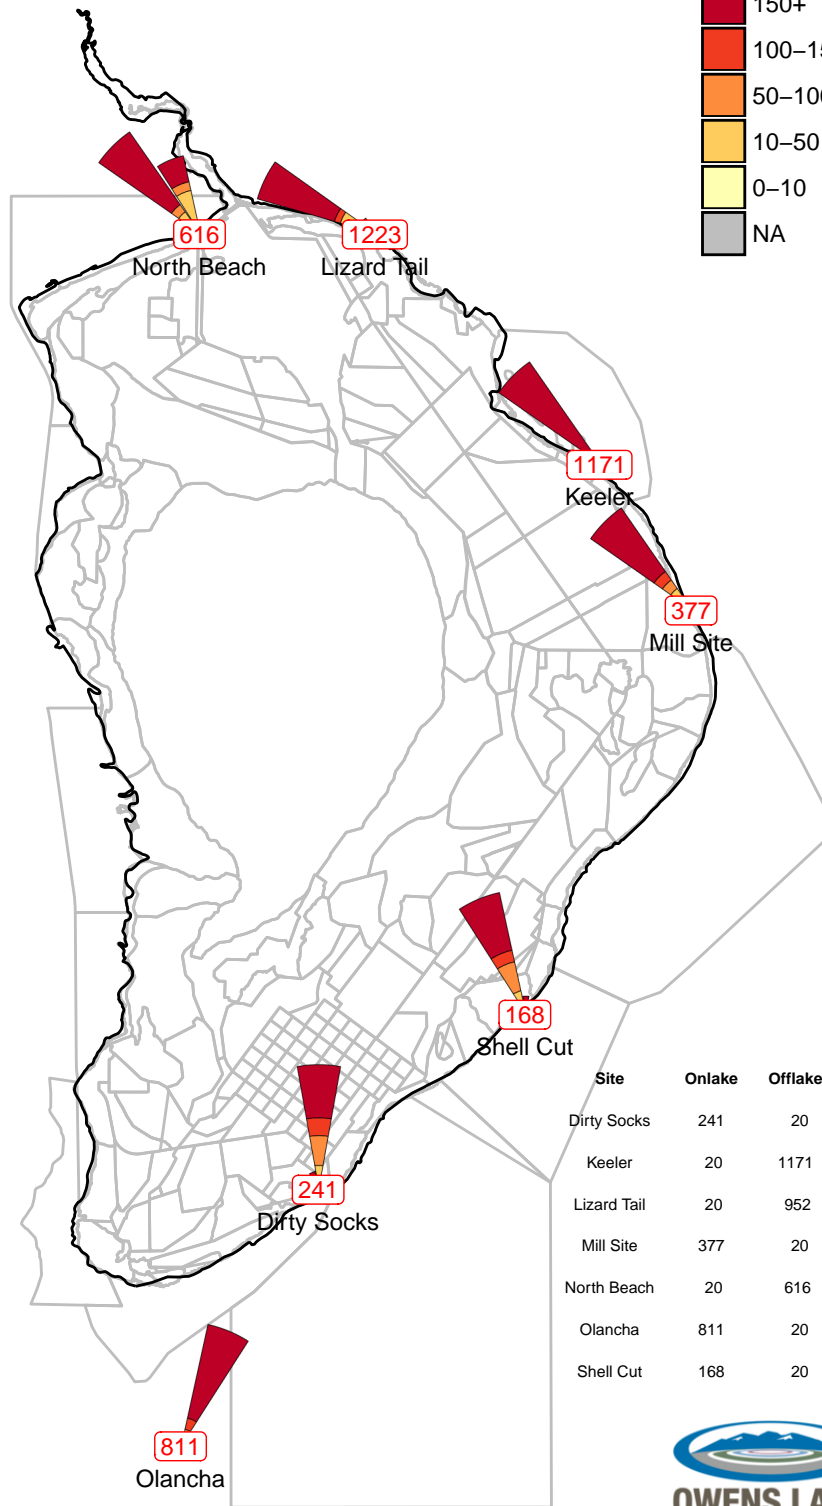 150+
100–15
50–100
10–50
0–10
NA
616
North Beach
1223
Lizard Tail
1171
Keeler
377
Mill Site
168
Shell Cut
241
Dirty Socks
811
Olancha
Site Onlake Offlake
Dirty Socks 241 20
Keeler 20 1171
Lizard Tail 20 952
Mill Site 377 20
North Beach 20 616
Olancha 811 20
Shell Cut 168 20
OWENS LA